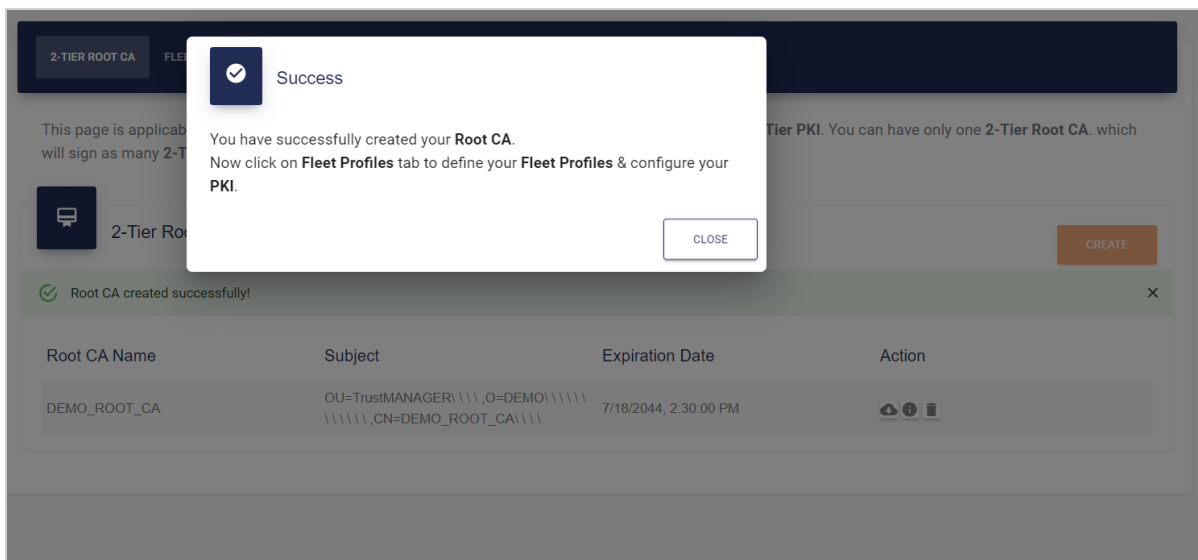 2-TIER ROOT CA FLEE
Success
This page is applicab
Tier PKI. You can have only one 2-Tier Root CA. which
will sign as many 2-T
You have successfully created your Root CA.
Now click on Fleet Profiles tab to define your Fleet Profiles & configure your
PKI.
CLOSE
2-Tier Roo
CREATE
Root CA created successfully!
Root CA Name Subject Expiration Date Action
DEMO_ROOT_CA
OU=TrustMANAGER\\\\,O=DEMO\\\\\\
\\\\\\,CN=DEMO_ROOT_CA\\\\
7/18/2044, 2:30:00 PM